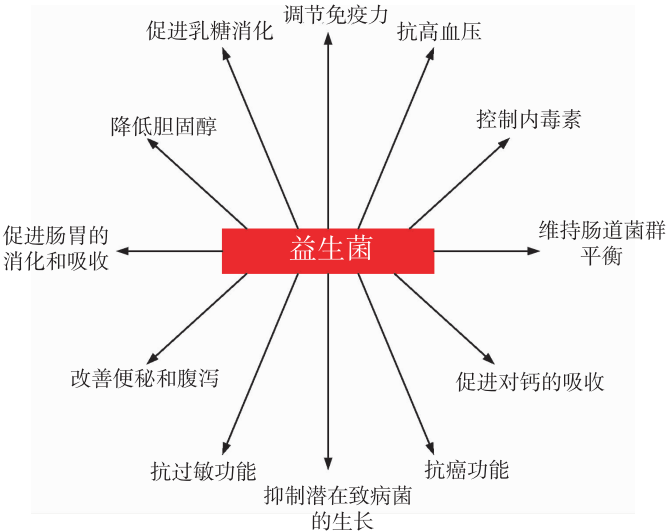 调节免疫力
促进乳糖消化
抗高血压
降低胆固醇
控制内毒素
促进肠胃的
消化和吸收
益生菌
维持肠道菌群
平衡
改善便秘和腹泻
促进对钙的吸收
抗过敏功能
抗癌功能
抑制潜在致病菌
的生长